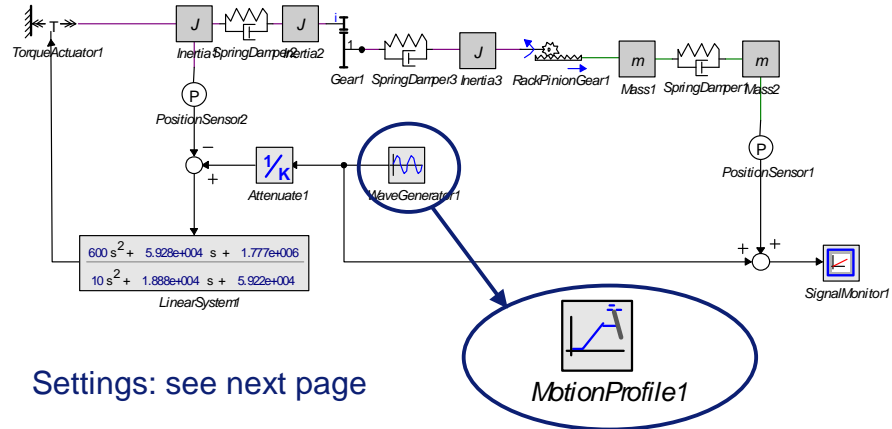 J
J
i
1
T
TorqueActuator1
Inertia1
SpringDamper2
Inertia2
Gear1
SpringDamper3
J
Inertia3
RackPinionGear1
m
Mass1
SpringDamper1
m
Mass2
P
PositionSensor2
P
PositionSensor1
−
+
1/K
Attenuate1
WaveGenerator1
600 s² + 5.928e+004 s + 1.777e+006
10 s² + 1.888e+004 s + 5.922e+004
LinearSystem1
+
+
SignalMonitor1
MotionProfile1
Settings: see next page